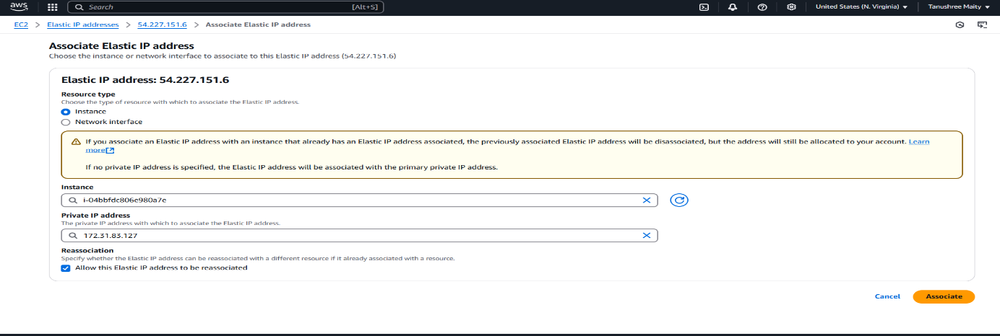 aws
Search [Alt+S] United States (N. Virginia) Tanushree Maity
EC2 > Elastic IP addresses > 54.227.151.6 > Associate Elastic IP address
Associate Elastic IP address
Choose the instance or network interface to associate to this Elastic IP address (54.227.151.6)
Elastic IP address: 54.227.151.6
Resource type
Choose the type of resource with which to associate the Elastic IP address.
Instance
Network interface
If you associate an Elastic IP address with an instance that already has an Elastic IP address associated, the previously associated Elastic IP address will be disassociated, but the address will still be allocated to your account. Learn
more
If no private IP address is specified, the Elastic IP address will be associated with the primary private IP address.
Instance
i-04bbfdc806e980a7e
Private IP address
The private IP address with which to associate the Elastic IP address.
172.31.83.127
Reassociation
Specify whether the Elastic IP address can be reassociated with a different resource if it already associated with a resource.
Allow this Elastic IP address to be reassociated
Cancel Associate